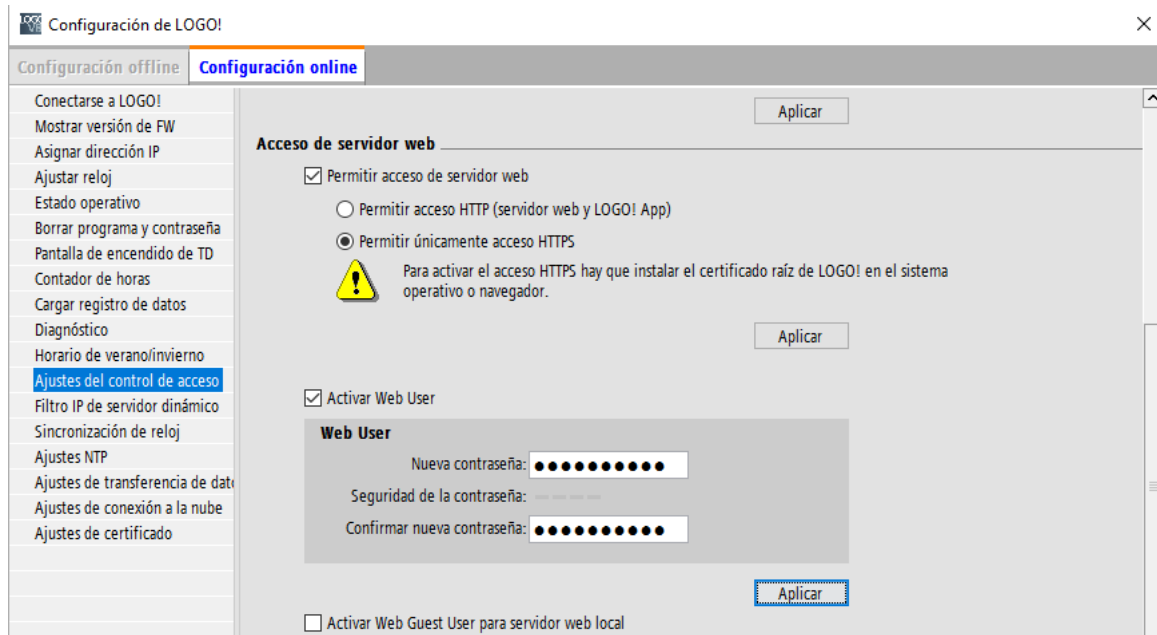 Configuración de LOGO!
Configuración offline
Configuración online
Conectarse a LOGO!
Mostrar versión de FW
Asignar dirección IP
Ajustar reloj
Estado operativo
Borrar programa y contraseña
Pantalla de encendido de TD
Contador de horas
Cargar registro de datos
Diagnóstico
Horario de verano/invierno
Ajustes del control de acceso
Filtro IP de servidor dinámico
Sincronización de reloj
Ajustes NTP
Ajustes de transferencia de dato
Ajustes de conexión a la nube
Ajustes de certificado
Aplicar
Acceso de servidor web
Permitir acceso de servidor web
Permitir acceso HTTP (servidor web y LOGO! App)
Permitir únicamente acceso HTTPS
Para activar el acceso HTTPS hay que instalar el certificado raíz de LOGO! en el sistema
operativo o navegador.
Aplicar
Activar Web User
Web User
Nueva contraseña: ●●●●●●●●●●
Seguridad de la contraseña:
Confirmar nueva contraseña: ●●●●●●●●●●
Aplicar
Activar Web Guest User para servidor web local